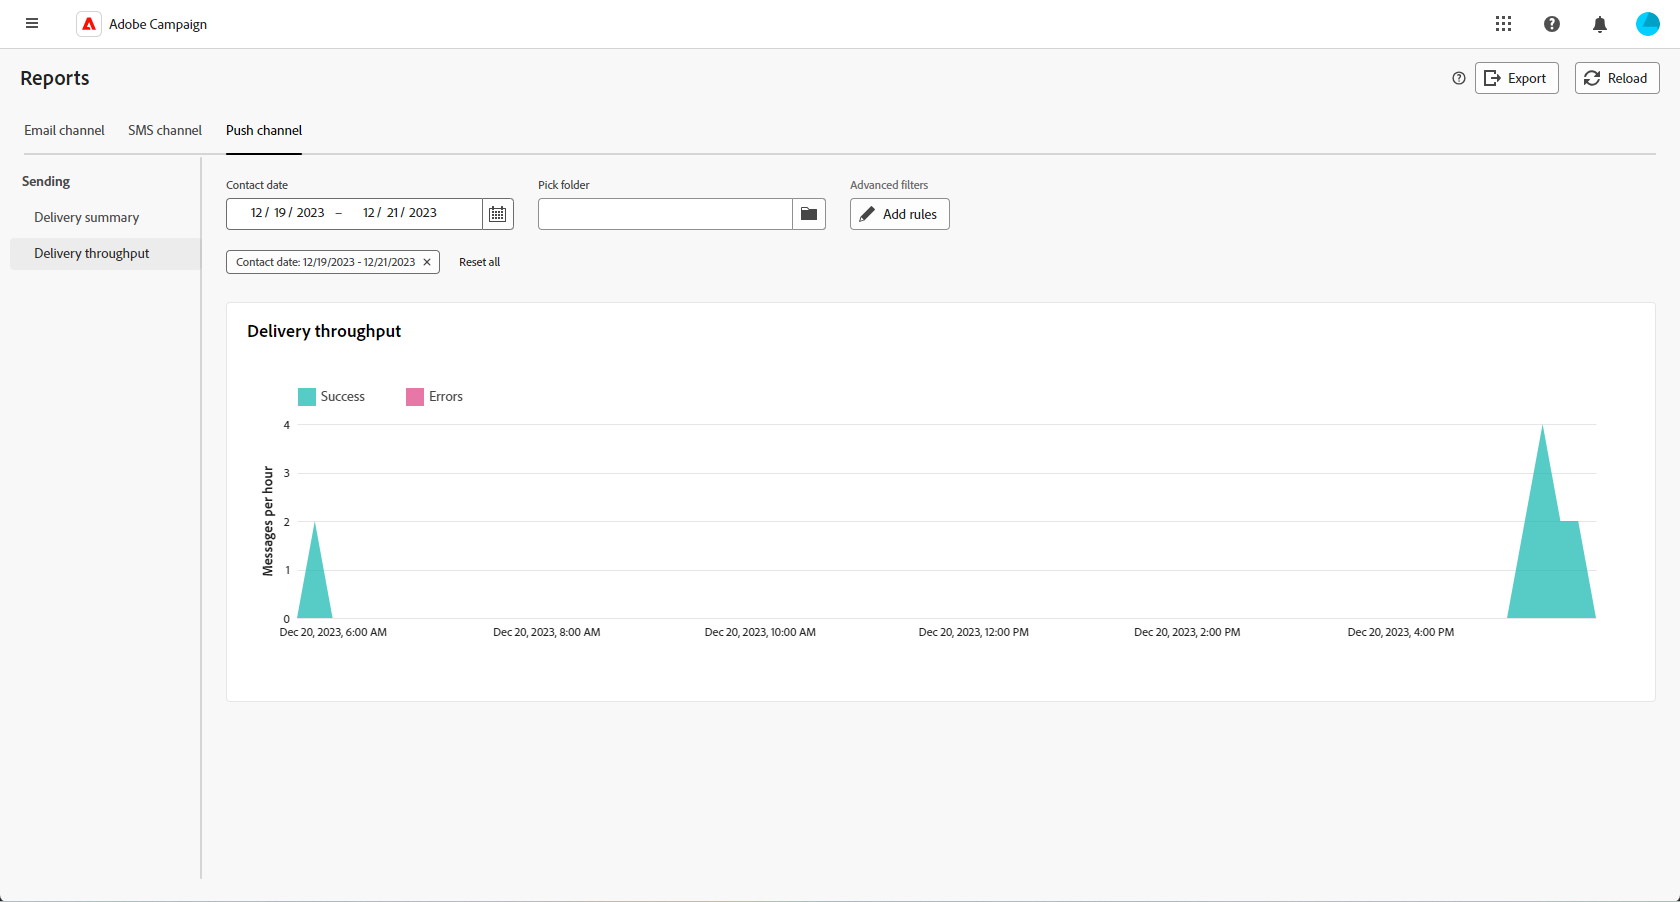 Adobe Campaign
Reports
Export
Reload
Email channel
SMS channel
Push channel
Sending
Delivery summary
Delivery throughput
Contact date
Pick folder
Advanced filters
12 / 19 / 2023 – 12 / 21 / 2023
Add rules
Contact date: 12/19/2023 - 12/21/2023
Reset all
Delivery throughput
Success
Errors
Messages per hour
4
3
2
1
0
Dec 20, 2023, 6:00 AM
Dec 20, 2023, 8:00 AM
Dec 20, 2023, 10:00 AM
Dec 20, 2023, 12:00 PM
Dec 20, 2023, 2:00 PM
Dec 20, 2023, 4:00 PM